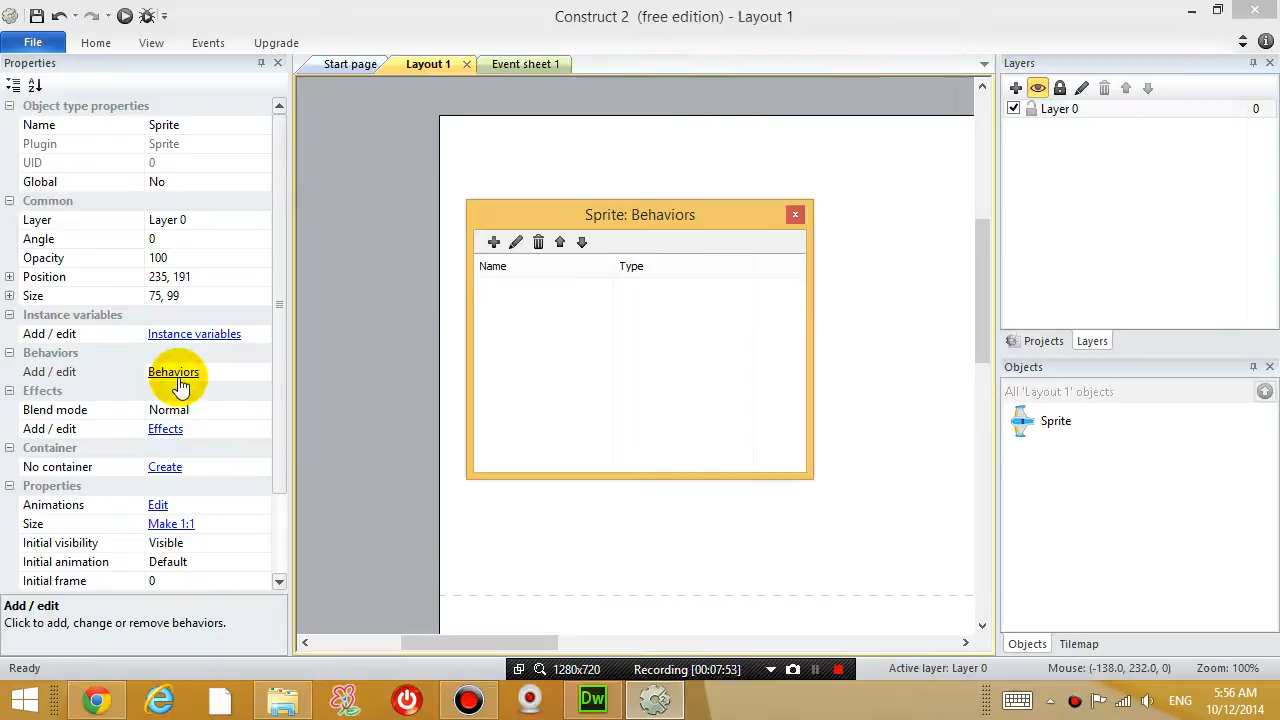 Construct 2 (free edition) - Layout 1
File
Home
View
Events
Upgrade
Properties
Start page
Layout 1
Event sheet 1
Layers
Object type properties
Name Sprite
Plugin Sprite
UID 0
Global No
Common
Layer Layer 0
Angle 0
Opacity 100
Position 235, 191
Size 75, 99
Instance variables
Add / edit Instance variables
Behaviors
Add / edit Behaviors
Effects
Blend mode Normal
Add / edit Effects
Container
No container Create
Properties
Animations Edit
Size Make 1:1
Initial visibility Visible
Initial animation Default
Initial frame 0
Add / edit
Click to add, change or remove behaviors.
Sprite: Behaviors
Name Type
Layer 0 0
Projects Layers
Objects
All 'Layout 1' objects
Sprite
Objects Tilemap
Ready
1280x720
Recording [00:07:53]
Active layer: Layer 0
Mouse: (-138.0, 232.0, 0)
Zoom: 100%
Dw
ENG
5:56 AM
10/12/2014